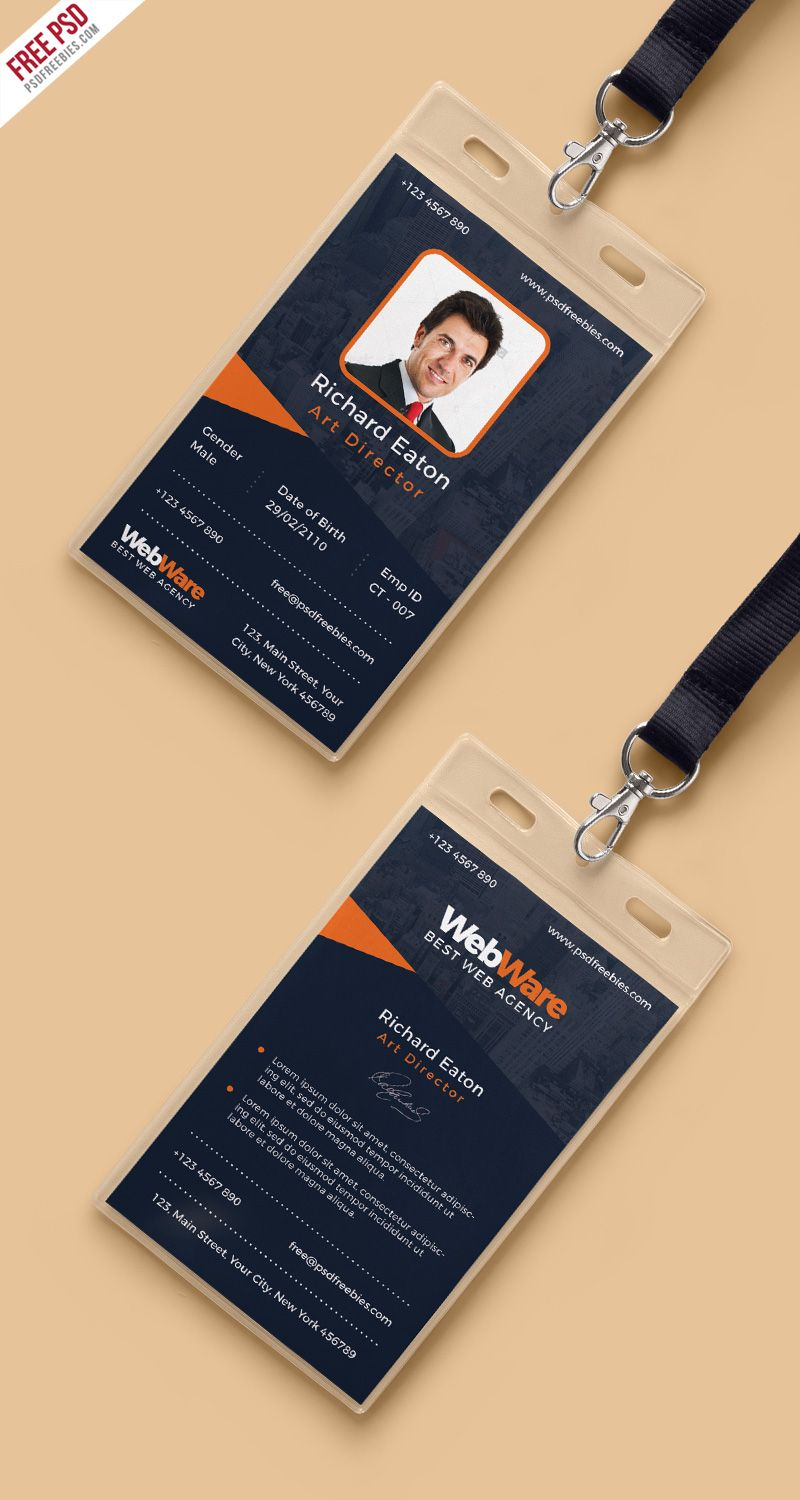 FREE PSD
PSDFREEBIES.COM
+123 4567 890
www.psdfreebies.com
Richard Eaton
Art Director
Gender
Male
Date of Birth
29/02/2110
Emp ID
CT - 007
+123 4567 890
free@psdfreebies.com
WebWare
BEST WEB AGENCY
123, Main Street, Your
City, New York 456789
+123 4567 890
www.psdfreebies.com
WebWare
BEST WEB AGENCY
Richard Eaton
Art Director
Lorem ipsum dolor sit amet, consectetur adipisc-
ing elit, sed do eiusmod tempor incididunt ut
labore et dolore magna aliqua.
Lorem ipsum dolor sit amet, consectetur adipisc-
ing elit, sed do eiusmod tempor incididunt ut
labore et dolore magna aliqua.
+123 4567 890
free@psdfreebies.com
123, Main Street, Your City, New York 456789